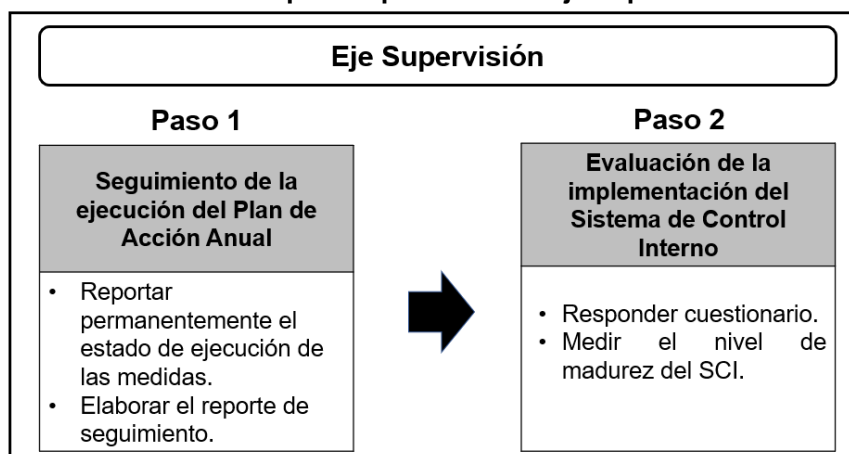 Eje Supervisión
Paso 1
Seguimiento de la
ejecución del Plan de
Acción Anual
• Reportar
permanentemente el
estado de ejecución de
las medidas.
• Elaborar el reporte de
seguimiento.
Paso 2
Evaluación de la
implementación del
Sistema de Control
Interno
• Responder cuestionario.
• Medir el nivel de
madurez del SCI.